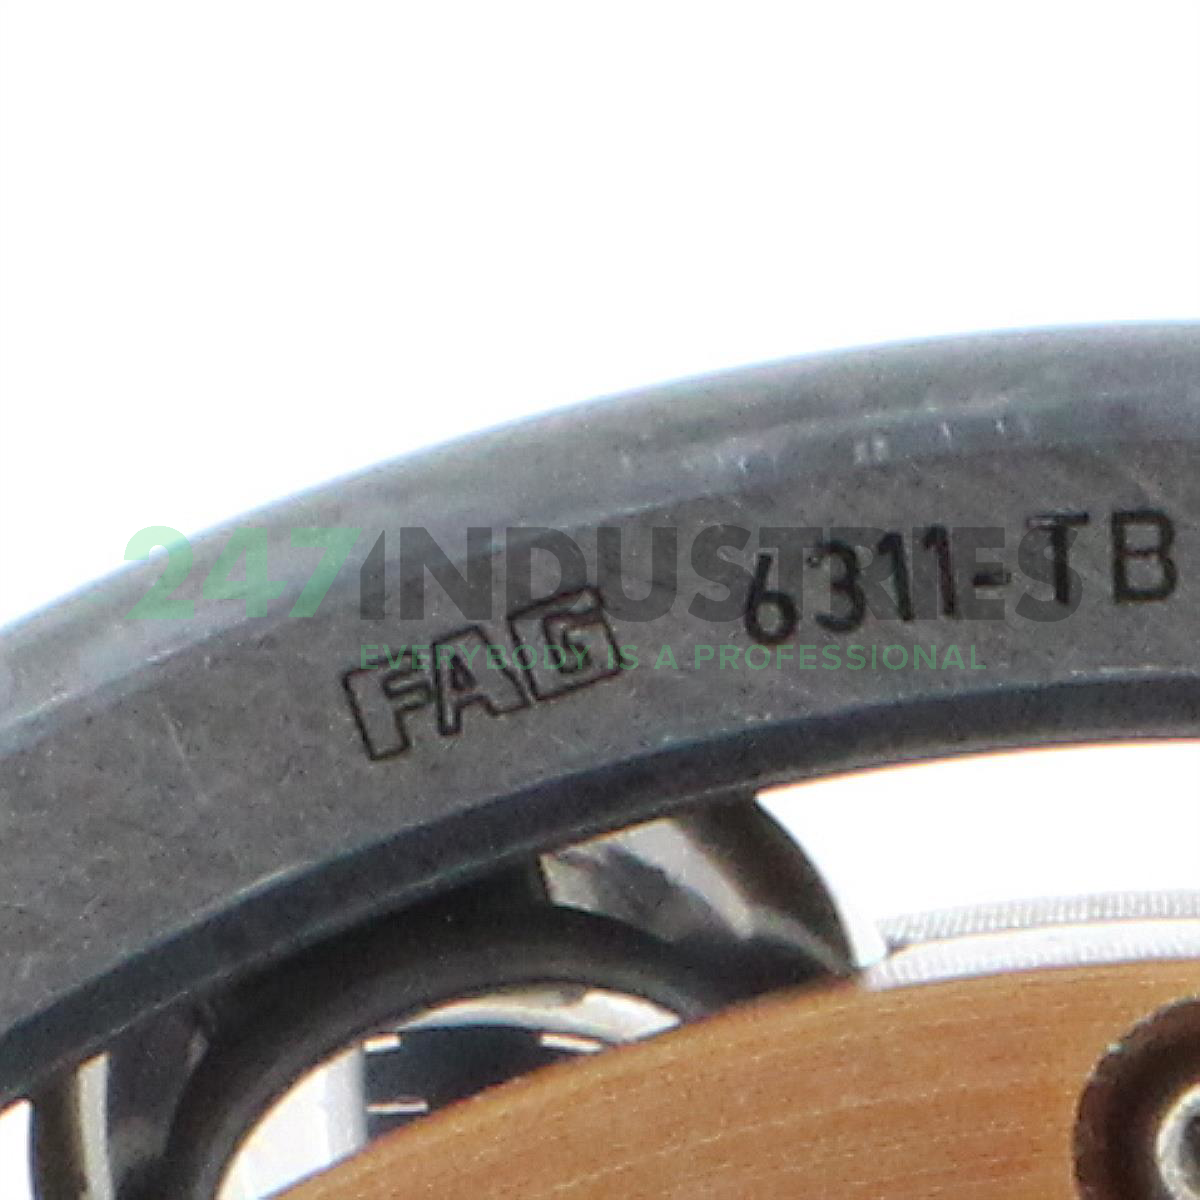 247INDUSTRIES
EVERYBODY IS A PROFESSIONAL
FAG 6311-TB